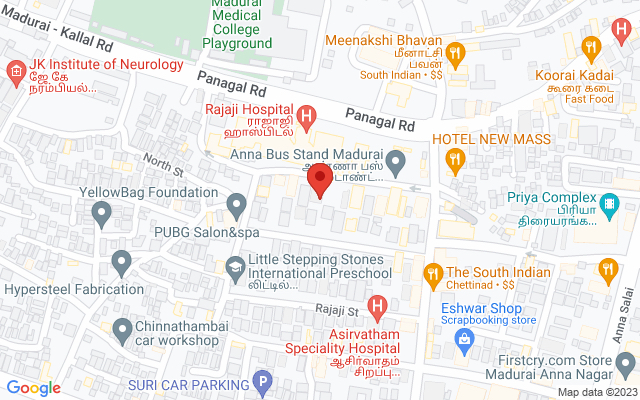 Madurai
Medical
College
Playground
Madurai - Kallal Rd
Meenakshi Bhavan
மீனாட்சி
பவன்
South Indian • $$
JK Institute of Neurology
ஜே கே
நரம்பியல்...
Panagal Rd
Koorai Kadai
கூரை கடை
Fast Food
Rajaji Hospital
ராஜாஜி
ஹாஸ்பிடல்
Panagal Rd
HOTEL NEW MASS
North St
Anna Bus Stand Madurai
YellowBag Foundation
Priya Complex
பிரியா
திரையரங்க...
PUBG Salon&spa
Little Stepping Stones
International Preschool
லிட்டில்...
The South Indian
Chettinad • $$
Hypersteel Fabrication
Rajaji St
Eshwar Shop
Scrapbooking store
Anna Salai
Chinnathambai
car workshop
Asirvatham
Speciality Hospital
ஆசிர்வாதம்
சிறப்பு...
Firstcry.com Store
Madurai Anna Nagar
SURI CAR PARKING
Google
Map data ©2023